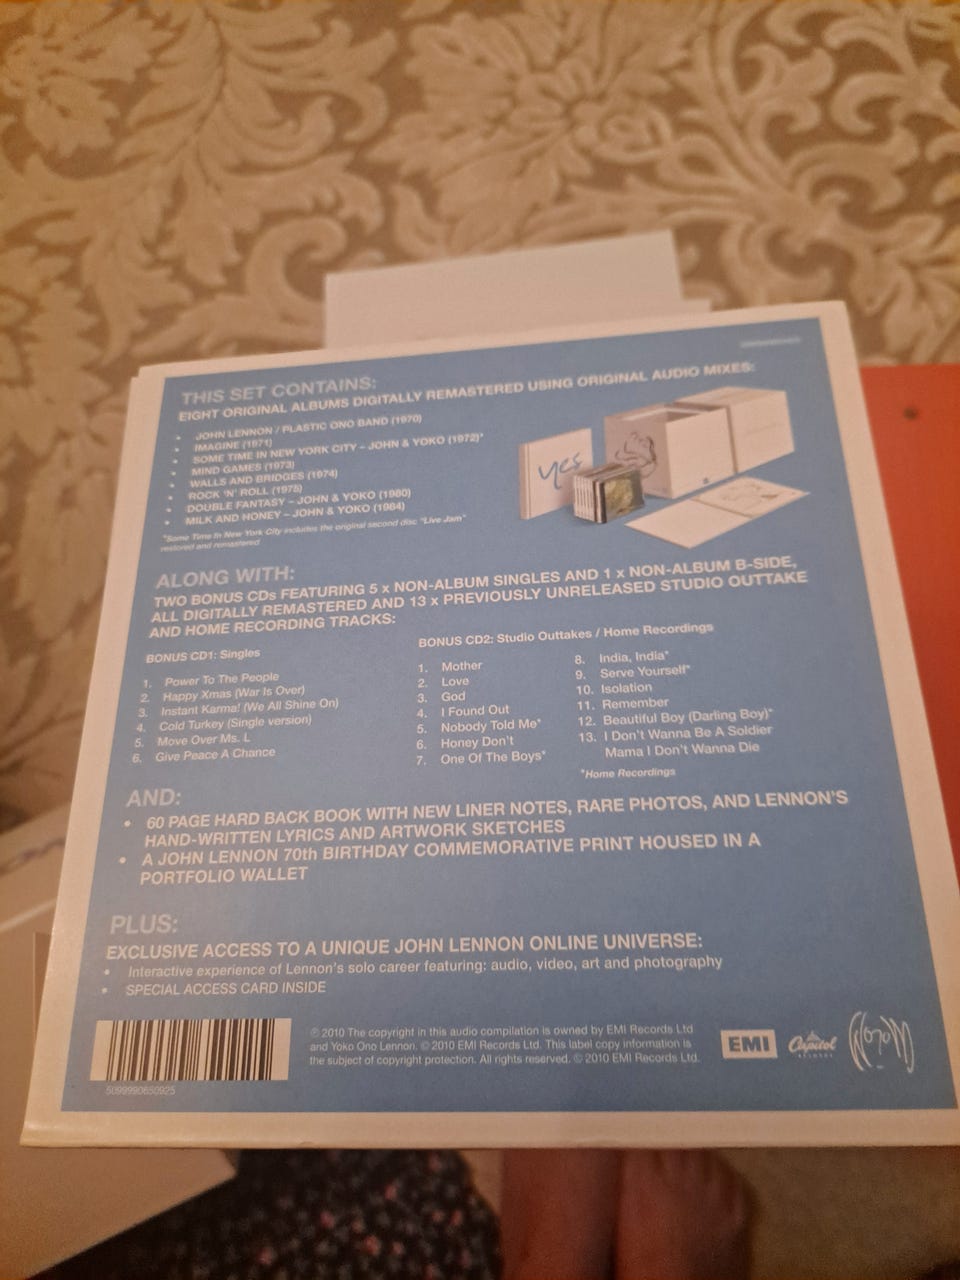 THIS SET CONTAINS:
EIGHT ORIGINAL ALBUMS DIGITALLY REMASTERED USING ORIGINAL AUDIO MIXES:
• JOHN LENNON / PLASTIC ONO BAND (1970)
• IMAGINE (1971)
• SOME TIME IN NEW YORK CITY – JOHN & YOKO (1972)*
• MIND GAMES (1973)
• WALLS AND BRIDGES (1974)
• ROCK 'N' ROLL (1975)
• DOUBLE FANTASY – JOHN & YOKO (1980)
• MILK AND HONEY – JOHN & YOKO (1984)
*Some Time In New York City includes the original second disc "Live Jam"
restored and remastered
yes
ALONG WITH:
TWO BONUS CDs FEATURING 5 x NON-ALBUM SINGLES AND 1 x NON-ALBUM B-SIDE,
ALL DIGITALLY REMASTERED AND 13 x PREVIOUSLY UNRELEASED STUDIO OUTTAKE
AND HOME RECORDING TRACKS:
BONUS CD1: Singles
1. Power To The People
2. Happy Xmas (War Is Over)
3. Instant Karma! (We All Shine On)
4. Cold Turkey (Single version)
5. Move Over Ms. L
6. Give Peace A Chance
BONUS CD2: Studio Outtakes / Home Recordings
1. Mother
2. Love
3. God
4. I Found Out
5. Nobody Told Me*
6. Honey Don't
7. One Of The Boys*
8. India, India*
9. Serve Yourself*
10. Isolation
11. Remember
12. Beautiful Boy (Darling Boy)*
13. I Don't Wanna Be A Soldier
Mama I Don't Wanna Die
*Home Recordings
AND:
• 60 PAGE HARD BACK BOOK WITH NEW LINER NOTES, RARE PHOTOS, AND LENNON'S
HAND-WRITTEN LYRICS AND ARTWORK SKETCHES
• A JOHN LENNON 70th BIRTHDAY COMMEMORATIVE PRINT HOUSED IN A
PORTFOLIO WALLET
PLUS:
EXCLUSIVE ACCESS TO A UNIQUE JOHN LENNON ONLINE UNIVERSE:
• Interactive experience of Lennon's solo career featuring: audio, video, art and photography
• SPECIAL ACCESS CARD INSIDE
5099990650925
℗ 2010 The copyright in this audio compilation is owned by EMI Records Ltd
and Yoko Ono Lennon. © 2010 EMI Records Ltd. This label copy information is
the subject of copyright protection. All rights reserved. © 2010 EMI Records Ltd.
EMI
Capitol
RECORDS